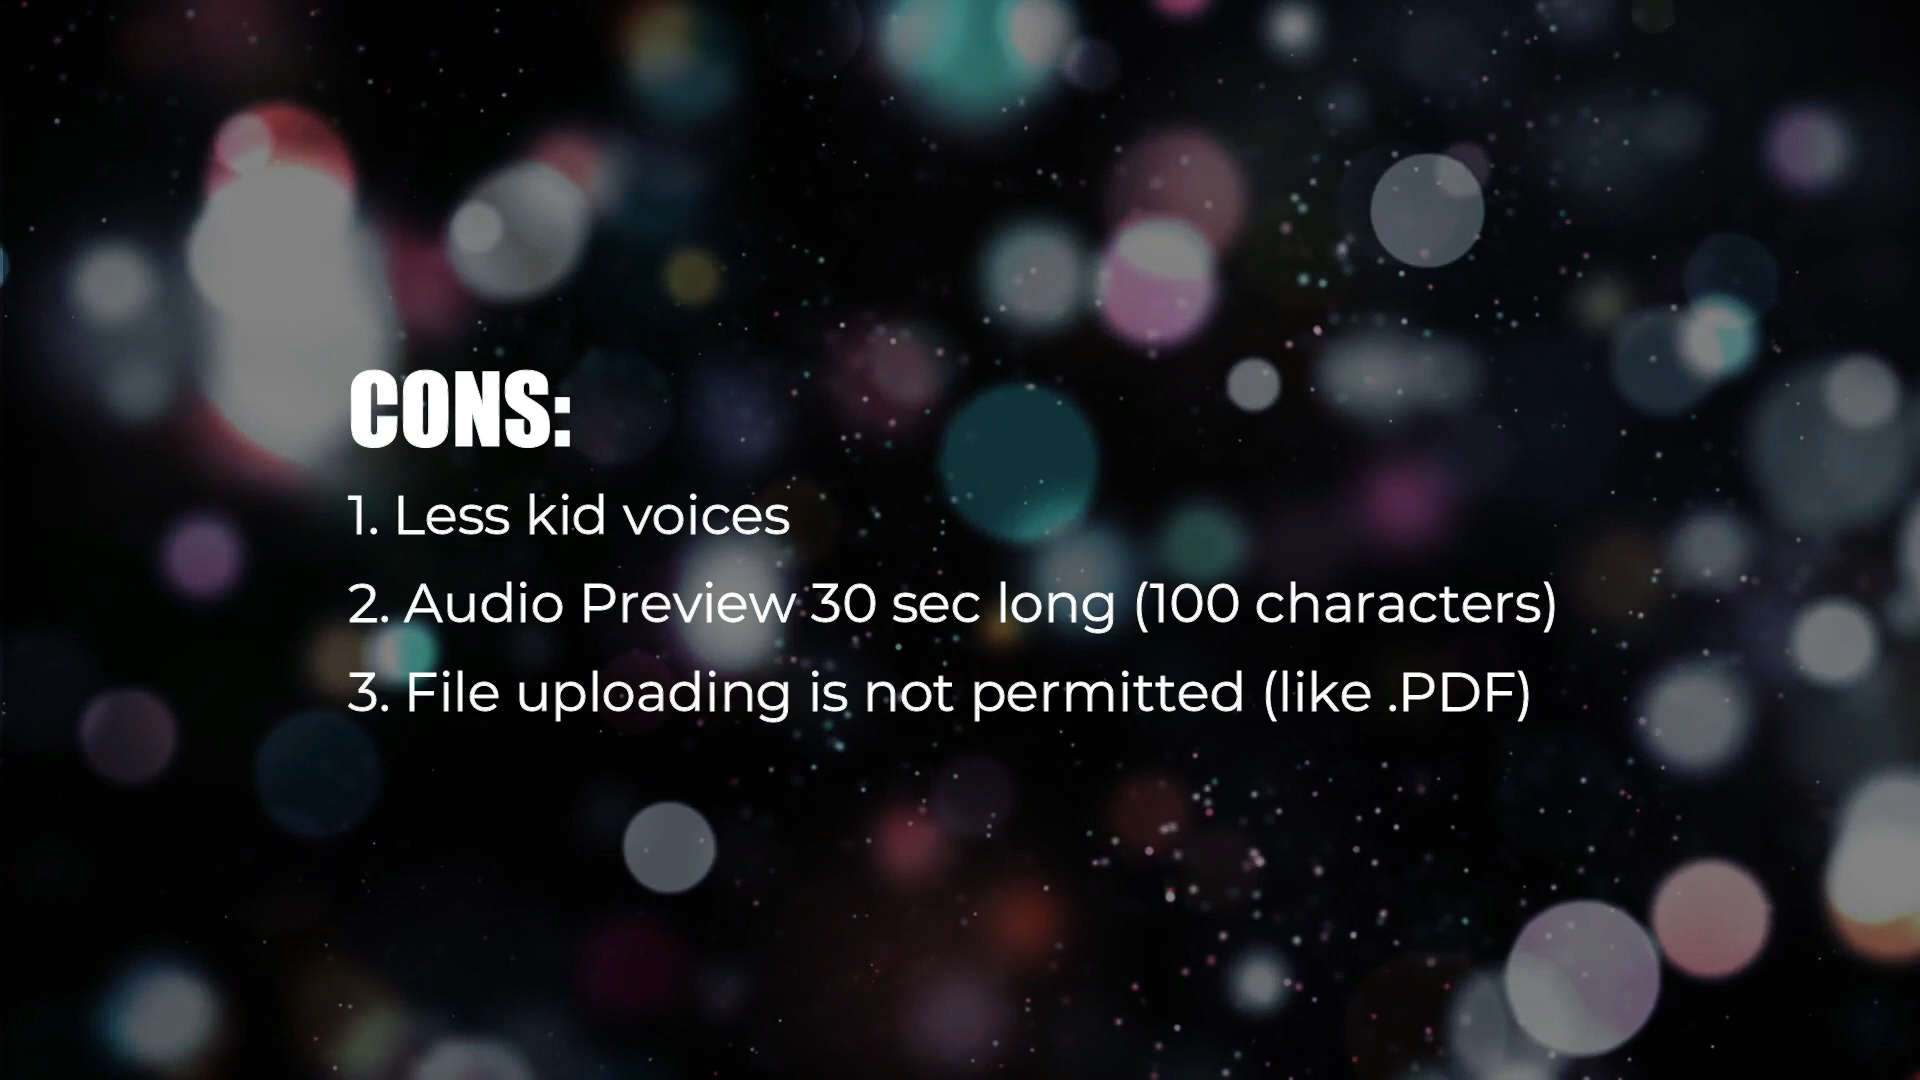 CONS:
1. Less kid voices
2. Audio Preview 30 sec long (100 characters)
3. File uploading is not permitted (like .PDF)